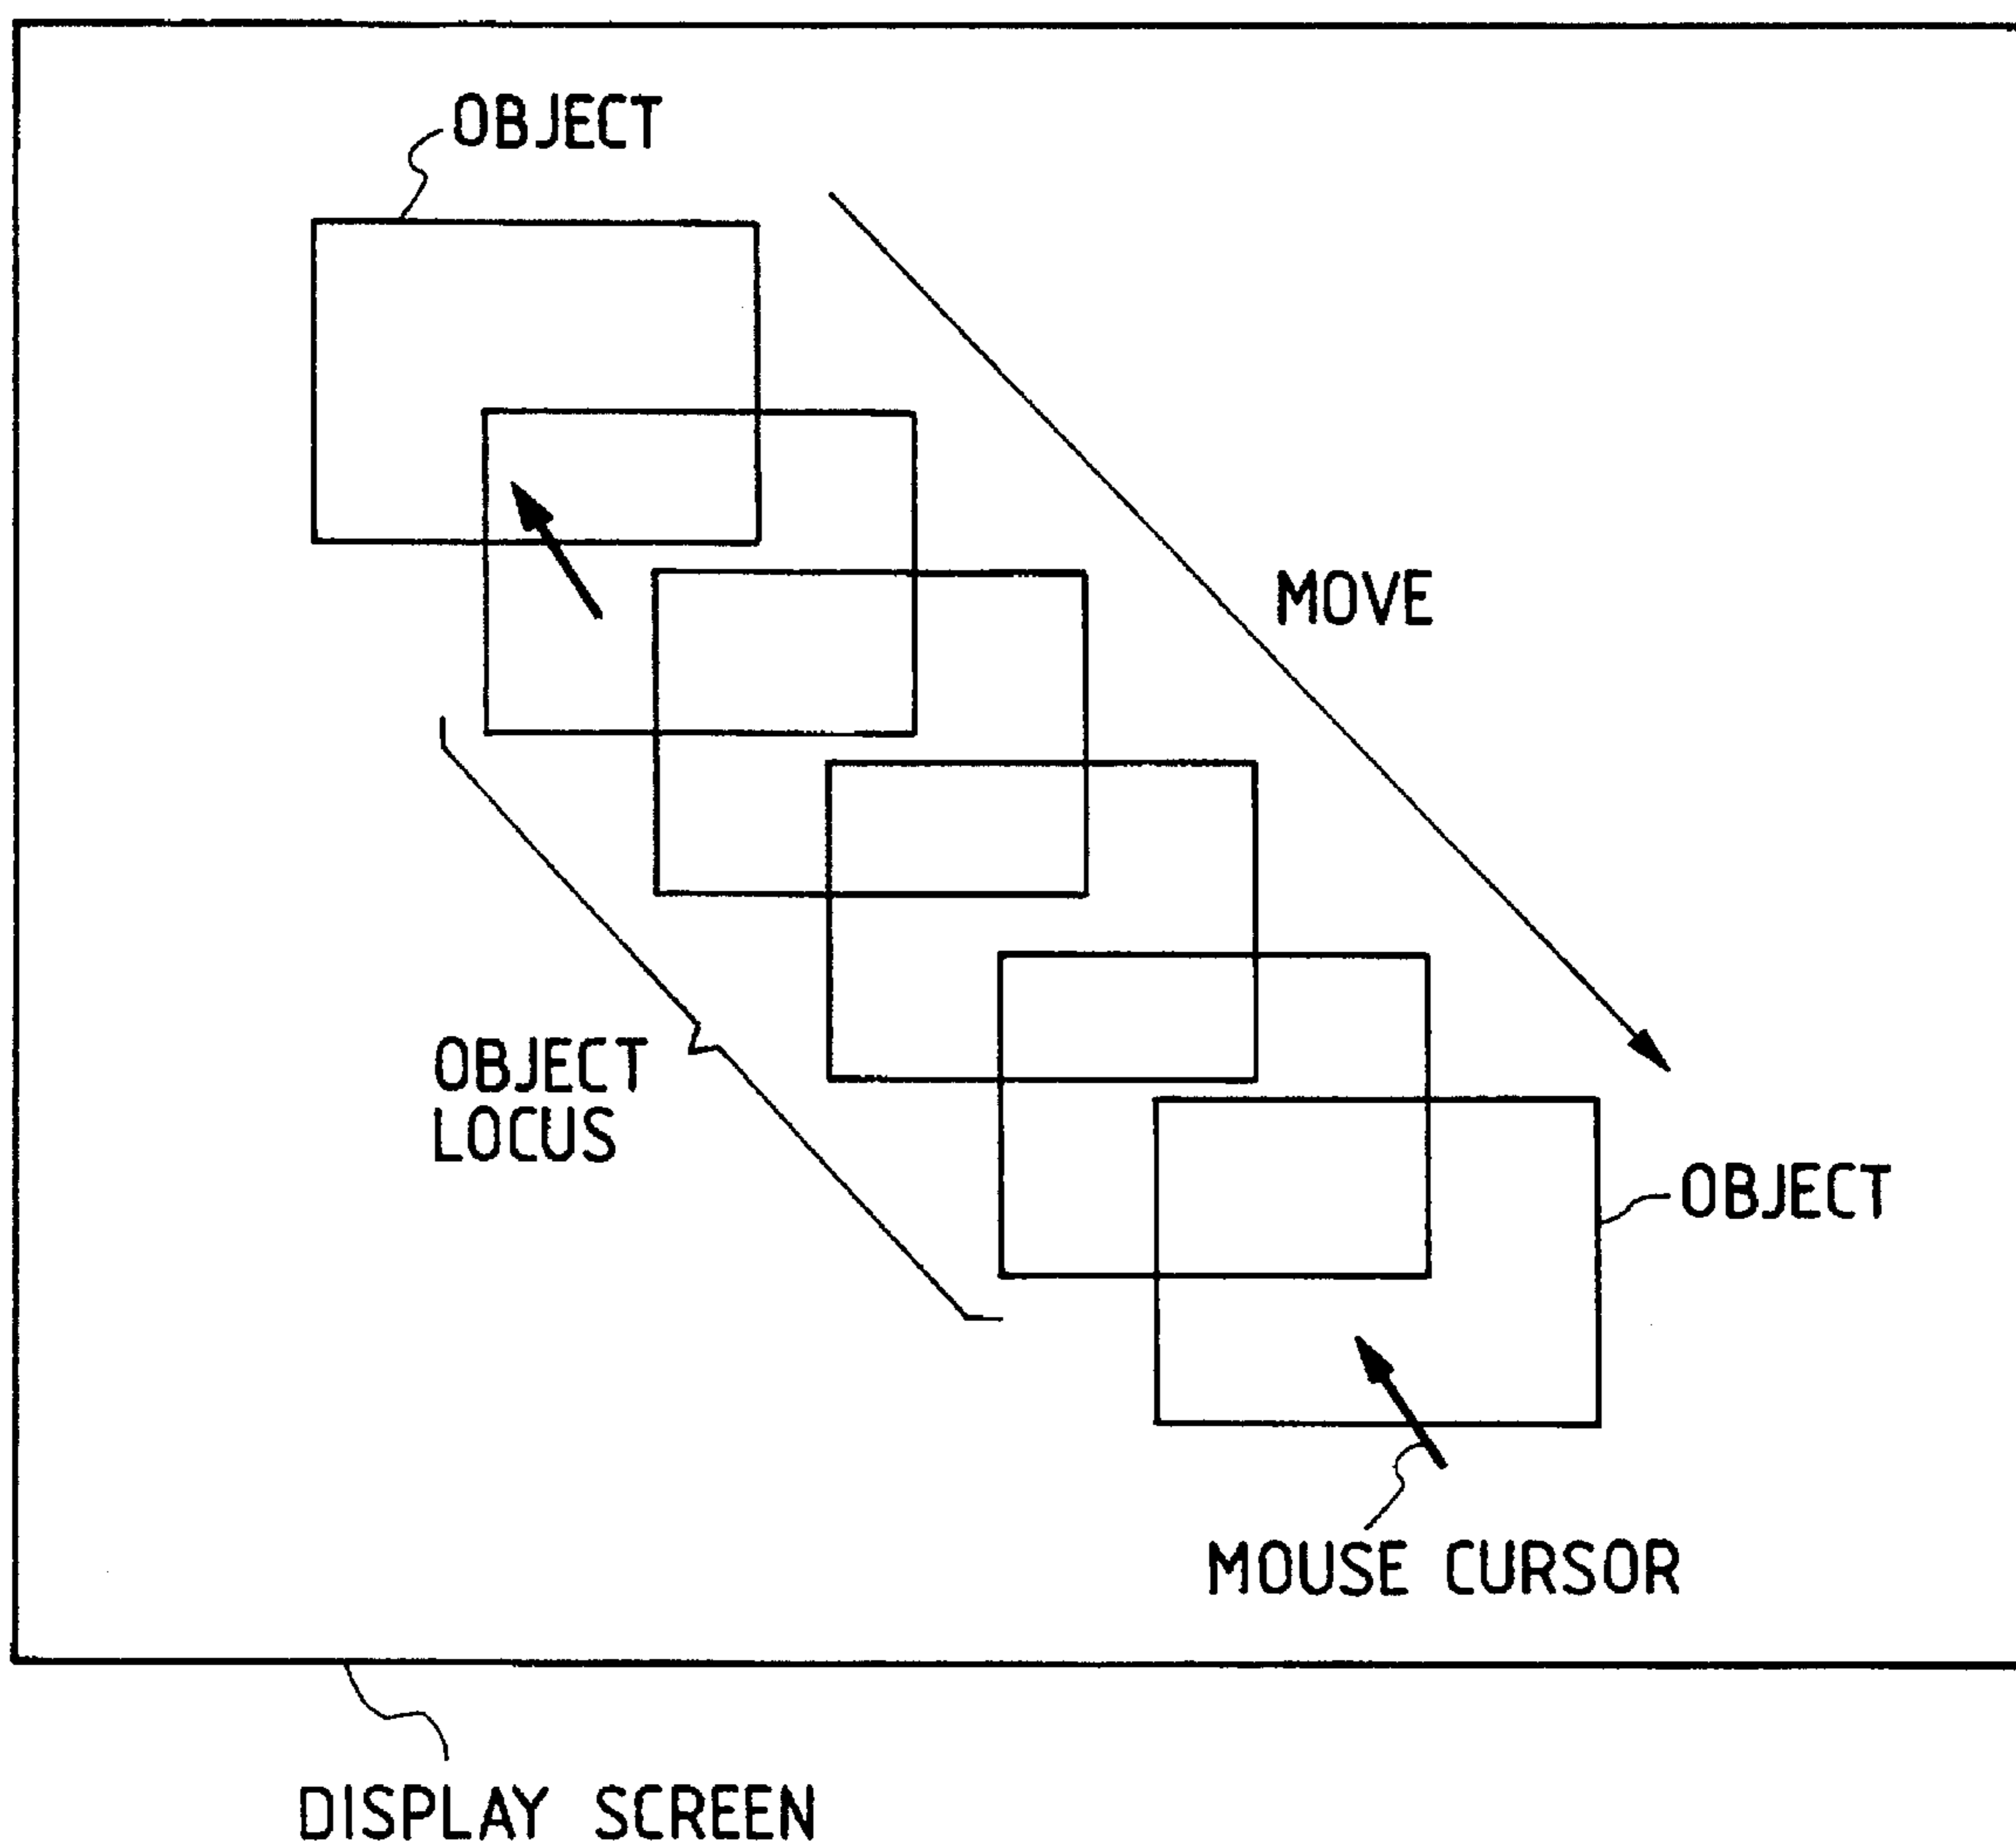 OBJECT
MOVE
OBJECT
LOCUS
OBJECT
MOUSE CURSOR
DISPLAY SCREEN